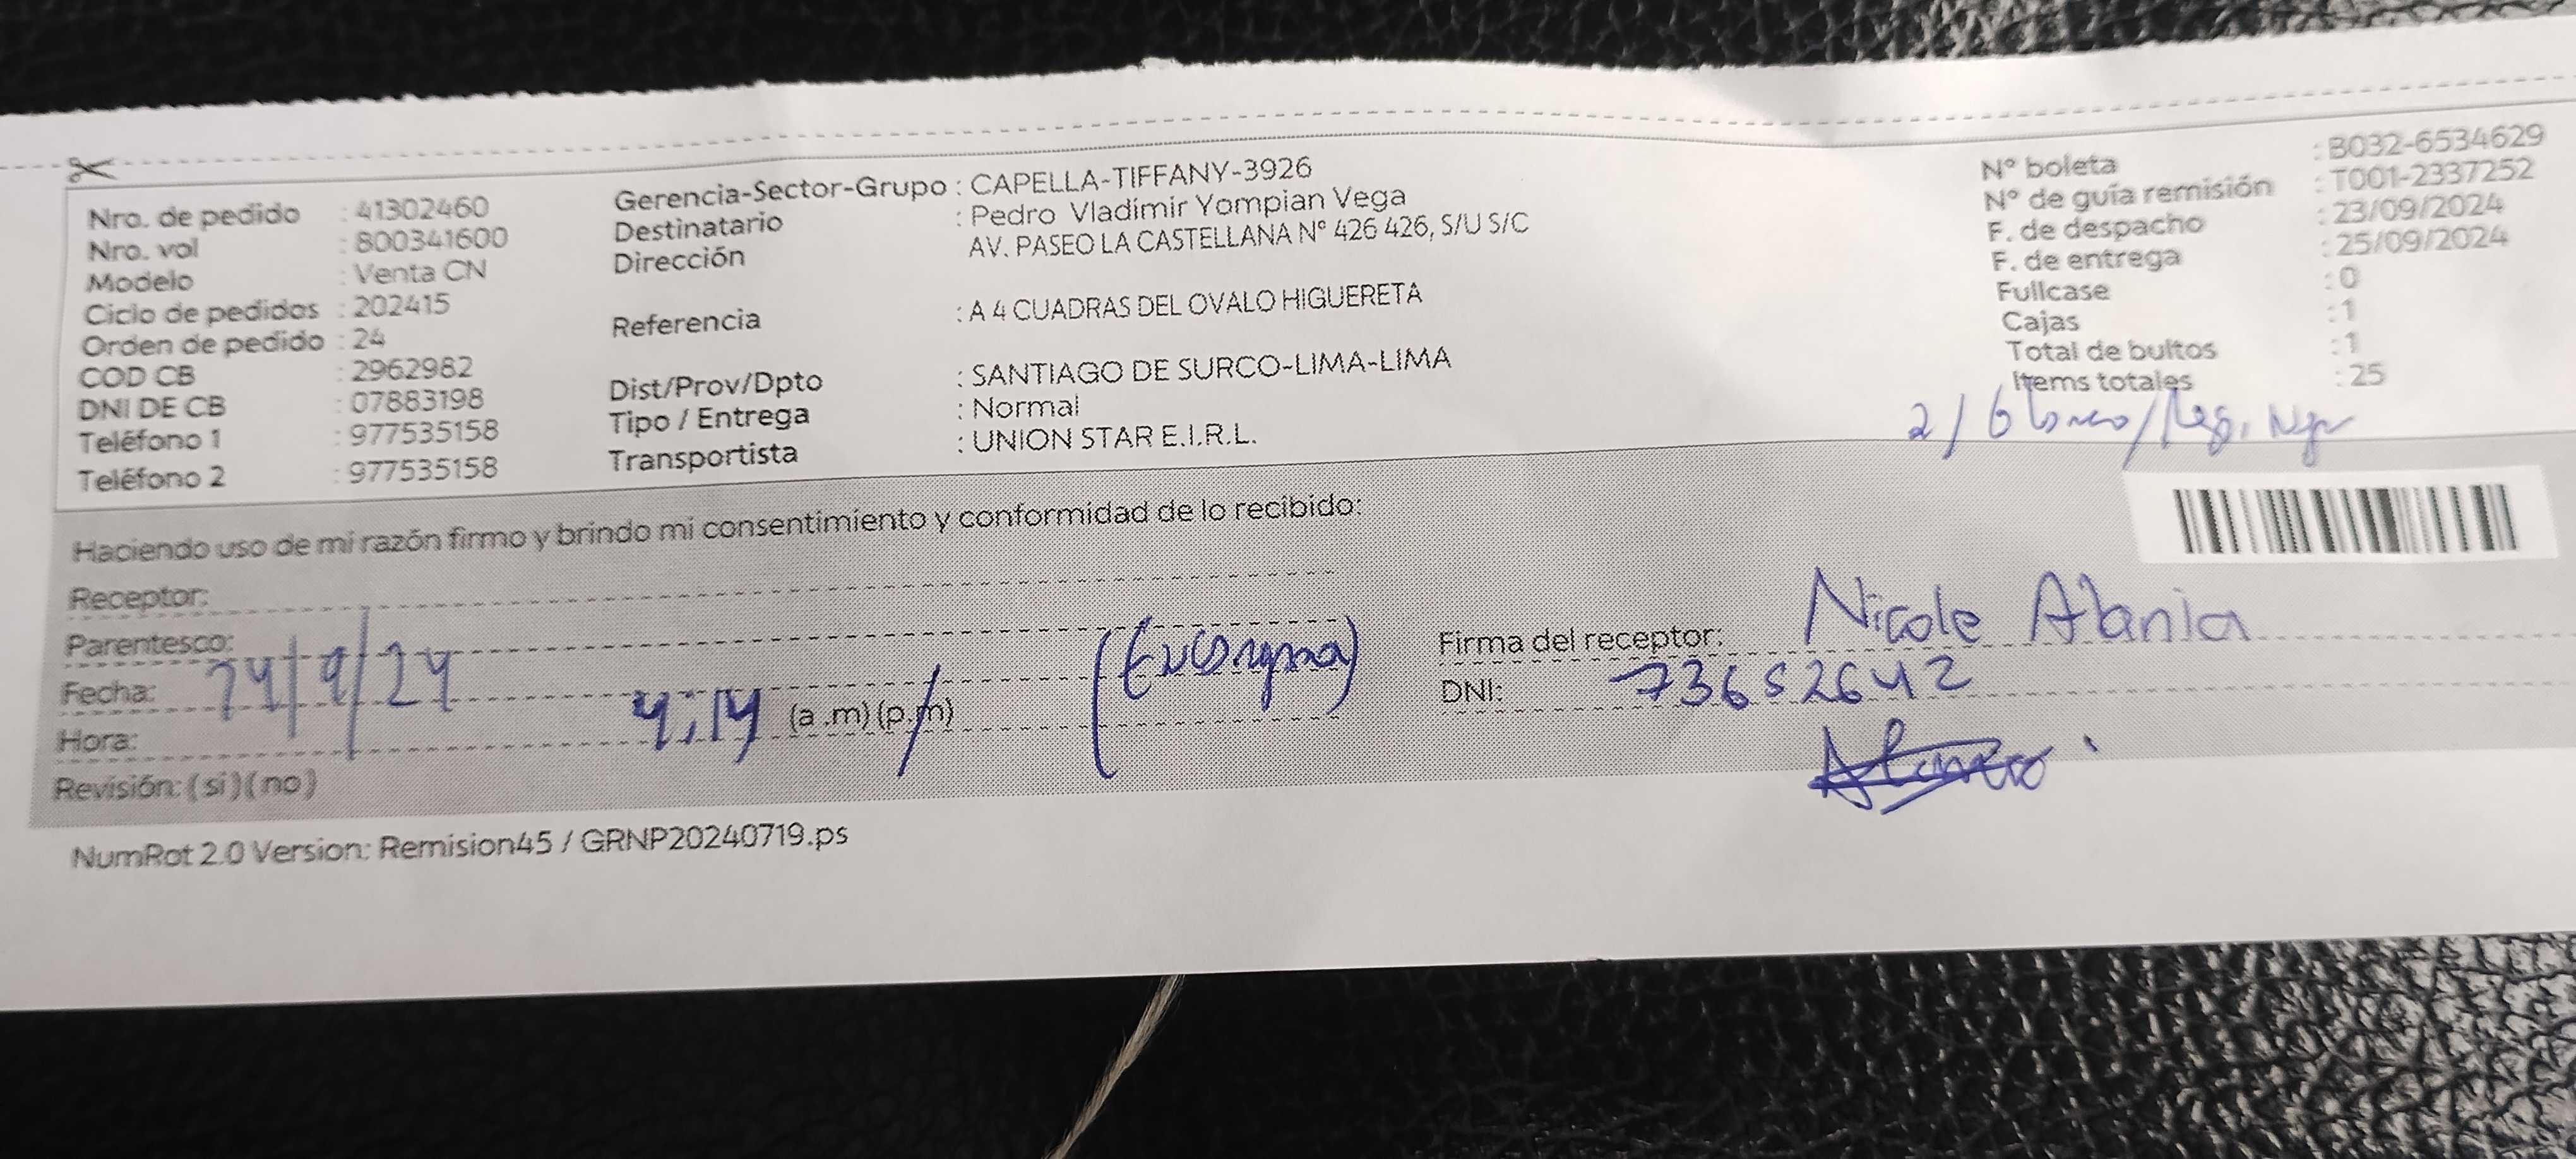 Nro. de pedido : 41302460
Nro. vol : 800341600
Modelo : Venta CN
Ciclo de pedidos : 202415
Orden de pedido : 24
COD CB : 2962982
DNI DE CB : 07883198
Teléfono 1 : 977535158
Teléfono 2 : 977535158
Gerencia-Sector-Grupo : CAPELLA-TIFFANY-3926
Destinatario : Pedro Vladimir Yompian Vega
Dirección AV. PASEO LA CASTELLANA Nº 426 426, S/U S/C
Referencia : A 4 CUADRAS DEL OVALO HIGUERETA
Dist/Prov/Dpto : SANTIAGO DE SURCO-LIMA-LIMA
Tipo / Entrega : Normal
Transportista : UNION STAR E.I.R.L.
Nº boleta : B032-6534629
Nº de guía remisión : T001-2337252
F. de despacho : 23/09/2024
F. de entrega : 25/09/2024
Fullcase : 0
Cajas : 1
Total de bultos : 1
Items totales : 25
2/
Haciendo uso de mi razón firmo y brindo mi consentimiento y conformidad de lo recibido:
Receptor:
Parentesco:
Fecha: 24/9/24
Hora: 4:14 (a .m) (p.m)
Revisión: ( si ) ( no )
Firma del receptor: Nicole Atania
DNI: 73652642
NumRot 2.0 Version: Remision45 / GRNP20240719.ps